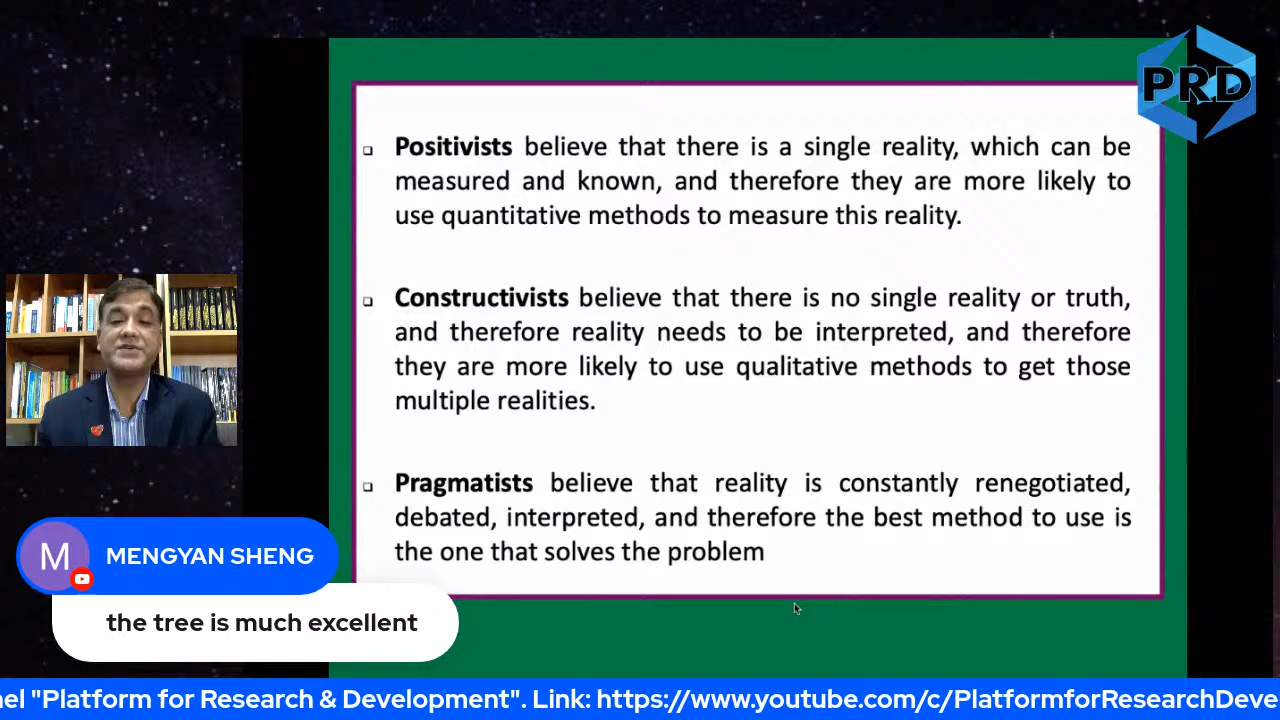 PRD
Positivists believe that there is a single reality, which can be
measured and known, and therefore they are more likely to
use quantitative methods to measure this reality.
Constructivists believe that there is no single reality or truth,
and therefore reality needs to be interpreted, and therefore
they are more likely to use qualitative methods to get those
multiple realities.
Pragmatists believe that reality is constantly renegotiated,
debated, interpreted, and therefore the best method to use is
the one that solves the problem
M
MENGYAN SHENG
the tree is much excellent
nel "Platform for Research & Development". Link: https://www.youtube.com/c/PlatformforResearchDeve